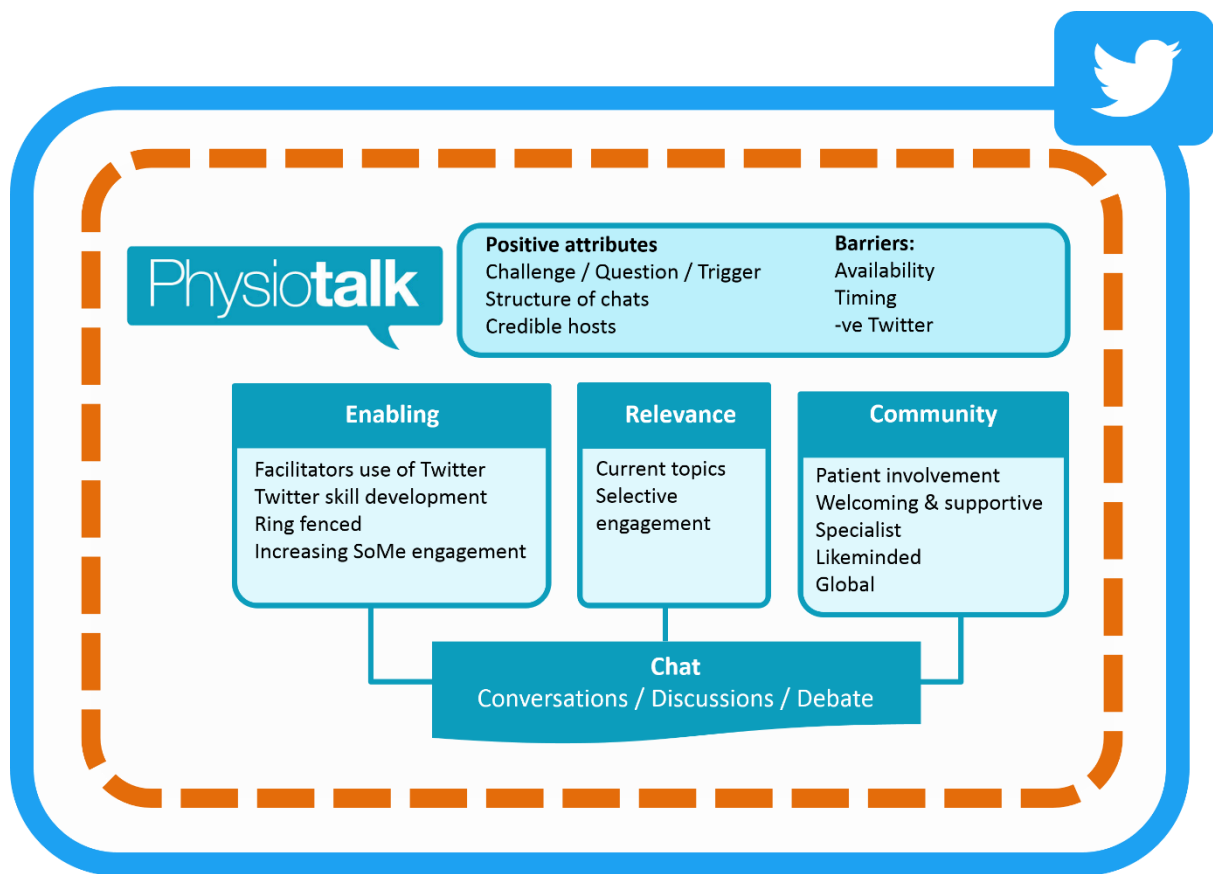 Physiotalk
Positive attributes
Challenge / Question / Trigger
Structure of chats
Credible hosts
Barriers:
Availability
Timing
-ve Twitter
Enabling
Facilitators use of Twitter
Twitter skill development
Ring fenced
Increasing SoMe engagement
Relevance
Current topics
Selective
engagement
Community
Patient involvement
Welcoming & supportive
Specialist
Likeminded
Global
Chat
Conversations / Discussions / Debate